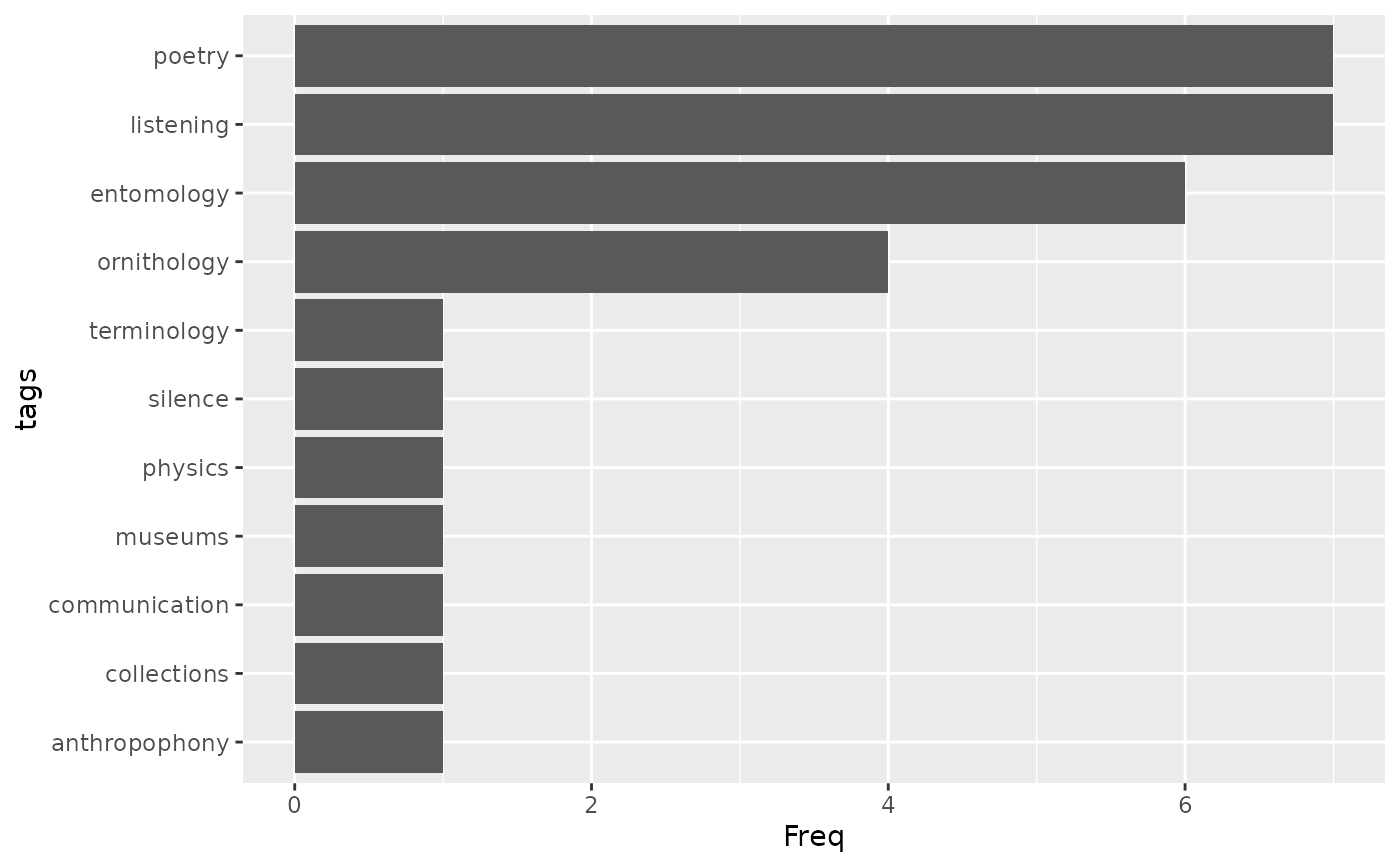 poetry
listening
entomology
ornithology
terminology
silence
physics
museums
communication
collections
anthropophony
tags
0 2 4 6
Freq